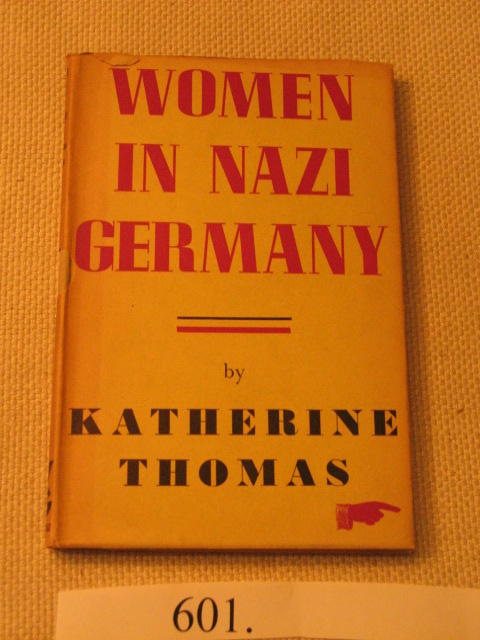 WOMEN
IN NAZI
GERMANY
by
KATHERINE
THOMAS
601.